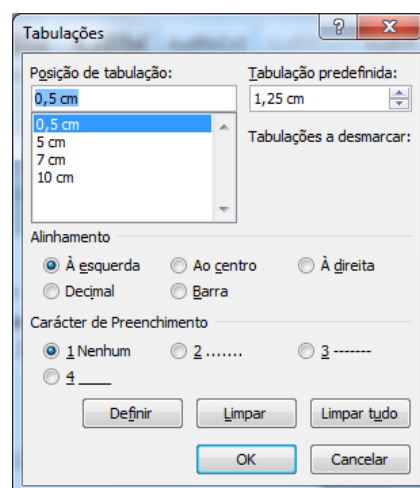 Tabulações
Posição de tabulação:
Tabulação predefinida:
0,5 cm
1,25 cm
0,5 cm
5 cm
7 cm
10 cm
Tabulações a desmarcar:
Alinhamento
À esquerda
Ao centro
À direita
Decimal
Barra
Carácter de Preenchimento
1 Nenhum
2 .......
3 -------
4 ____
Definir
Limpar
Limpar tudo
OK
Cancelar